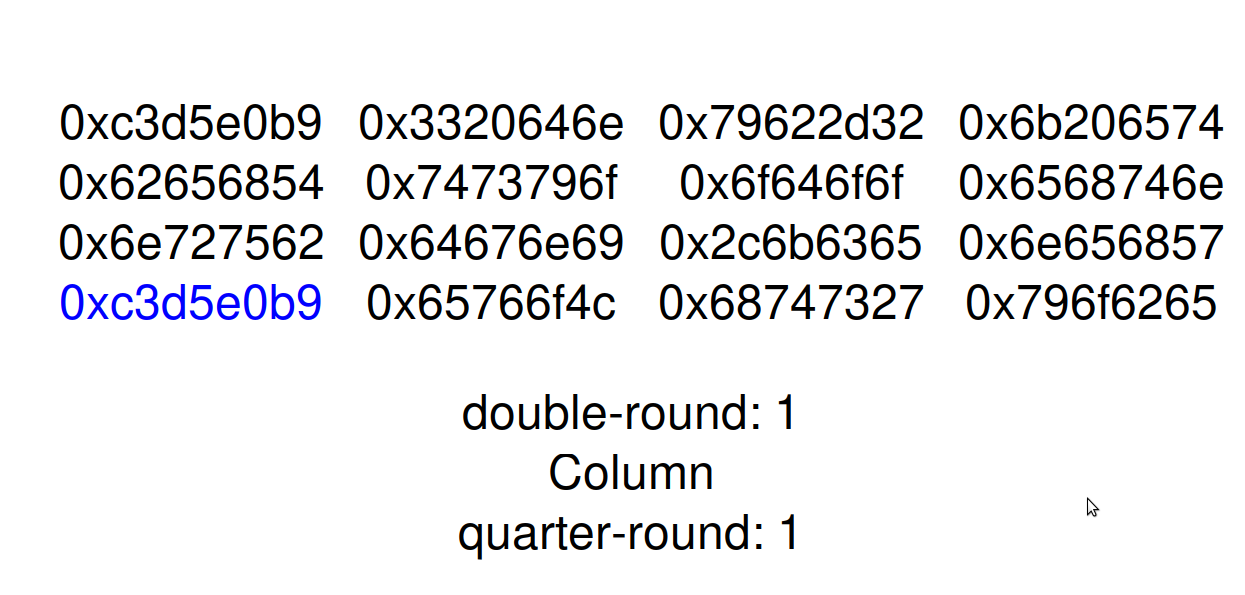 0xc3d5e0b9 0x3320646e 0x79622d32 0x6b206574
0x62656854 0x7473796f 0x6f646f6f 0x6568746e
0x6e727562 0x64676e69 0x2c6b6365 0x6e656857
0xc3d5e0b9 0x65766f4c 0x68747327 0x796f6265
double-round: 1
Column
quarter-round: 1